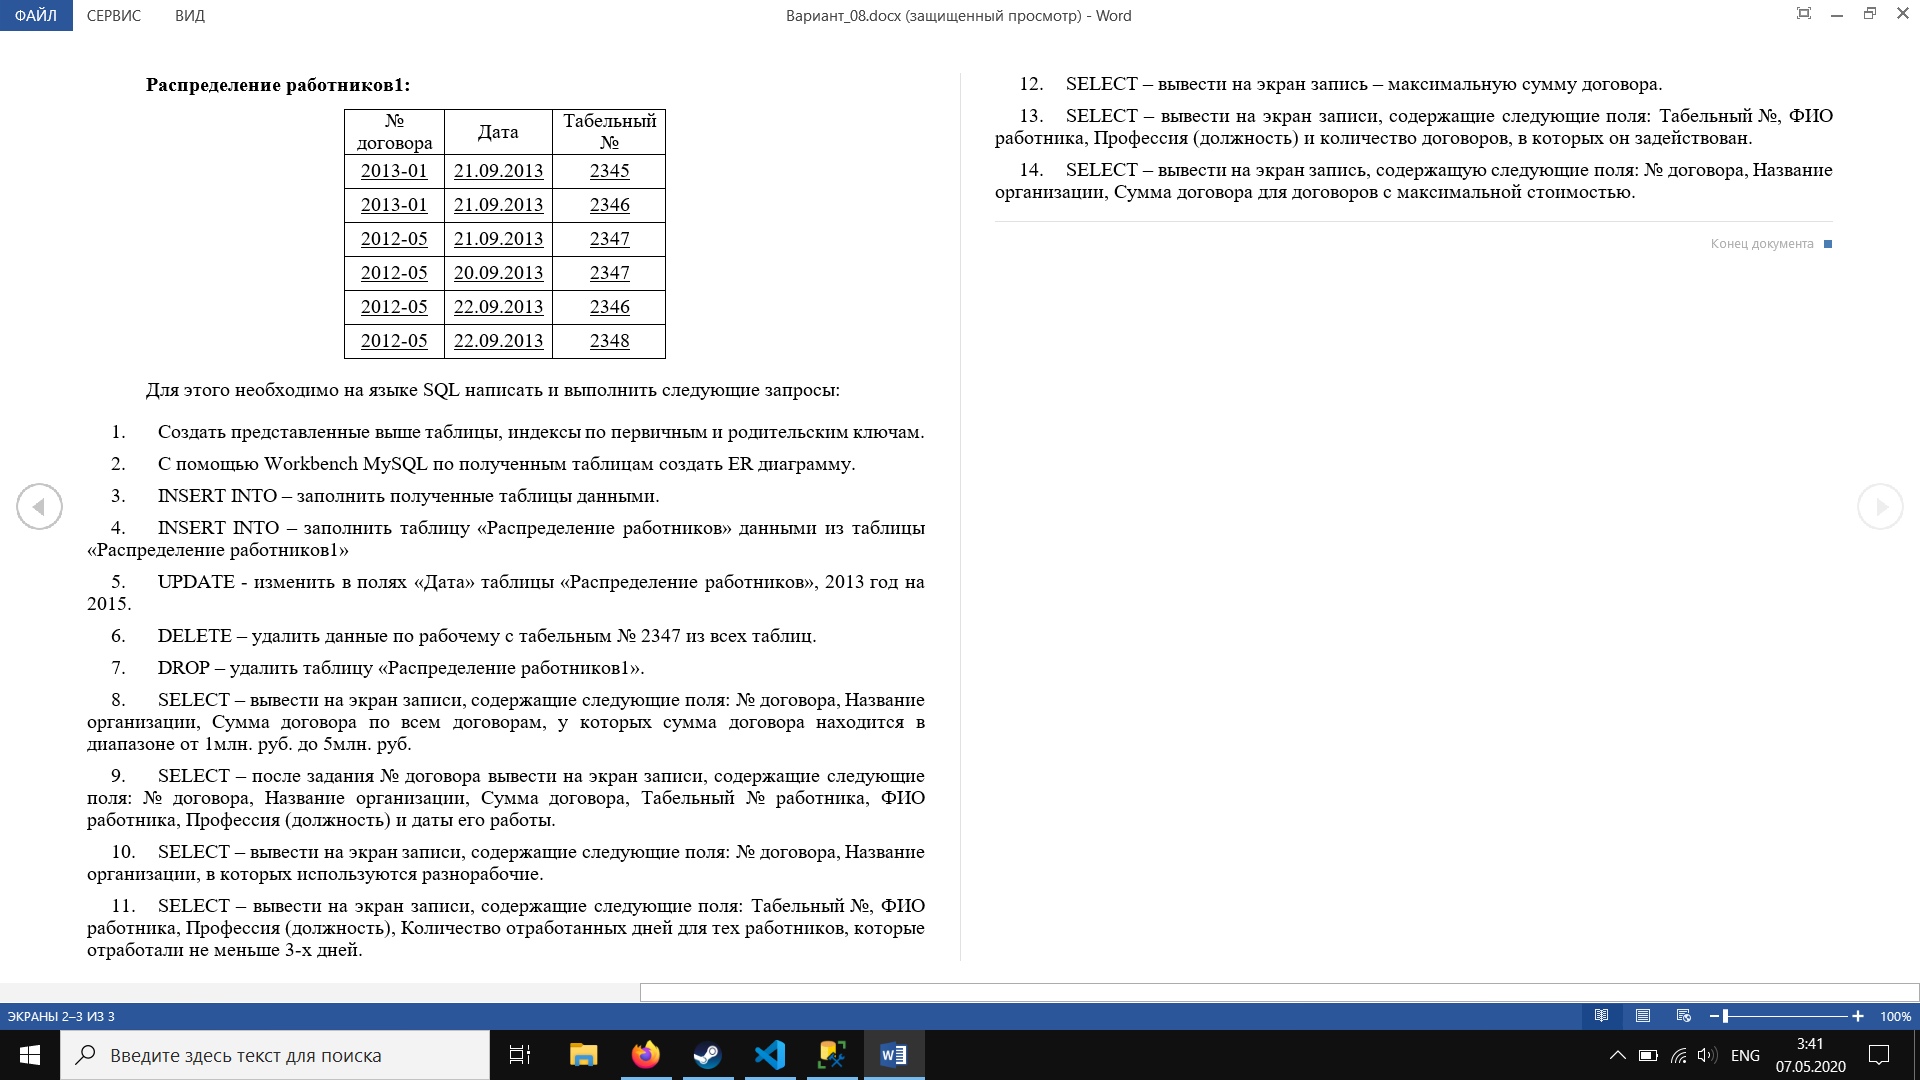 ФАЙЛ СЕРВИС ВИД Вариант_08.docx (защищенный просмотр) - Word
Распределение работников1:
№ договора Дата Табельный №
2013-01 21.09.2013 2345
2013-01 21.09.2013 2346
2012-05 21.09.2013 2347
2012-05 20.09.2013 2347
2012-05 22.09.2013 2346
2012-05 22.09.2013 2348
Для этого необходимо на языке SQL написать и выполнить следующие запросы:
1. Создать представленные выше таблицы, индексы по первичным и родительским ключам.
2. С помощью Workbench MySQL по полученным таблицам создать ER диаграмму.
3. INSERT INTO – заполнить полученные таблицы данными.
4. INSERT INTO – заполнить таблицу «Распределение работников» данными из таблицы
«Распределение работников1»
5. UPDATE - изменить в полях «Дата» таблицы «Распределение работников», 2013 год на
2015.
6. DELETE – удалить данные по рабочему с табельным № 2347 из всех таблиц.
7. DROP – удалить таблицу «Распределение работников1».
8. SELECT – вывести на экран записи, содержащие следующие поля: № договора, Название
организации, Сумма договора по всем договорам, у которых сумма договора находится в
диапазоне от 1млн. руб. до 5млн. руб.
9. SELECT – после задания № договора вывести на экран записи, содержащие следующие
поля: № договора, Название организации, Сумма договора, Табельный № работника, ФИО
работника, Профессия (должность) и даты его работы.
10. SELECT – вывести на экран записи, содержащие следующие поля: № договора, Название
организации, в которых используются разнорабочие.
11. SELECT – вывести на экран записи, содержащие следующие поля: Табельный №, ФИО
работника, Профессия (должность), Количество отработанных дней для тех работников, которые
отработали не меньше 3-х дней.
12. SELECT – вывести на экран запись – максимальную сумму договора.
13. SELECT – вывести на экран записи, содержащие следующие поля: Табельный №, ФИО
работника, Профессия (должность) и количество договоров, в которых он задействован.
14. SELECT – вывести на экран запись, содержащую следующие поля: № договора, Название
организации, Сумма договора для договоров с максимальной стоимостью.
Конец документа
ЭКРАНЫ 2–3 ИЗ 3 100%
Введите здесь текст для поиска ENG 3:41
07.05.2020